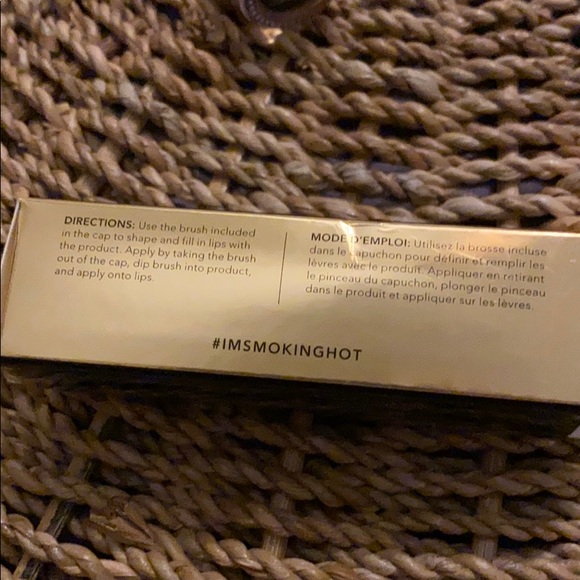 DIRECTIONS: Use the brush included
in the cap to shape and fill in lips with
the product. Apply by taking the brush
out of the cap, dip brush into product,
and apply onto lips.
MODE D'EMPLOI: Utilisez la brosse incluse
dans le capuchon pour définir et remplir les
lèvres avec le produit. Appliquer en retirant
le pinceau du capuchon, plonger le pinceau
dans le produit et appliquer sur les lèvres.
#IMSMOKINGHOT